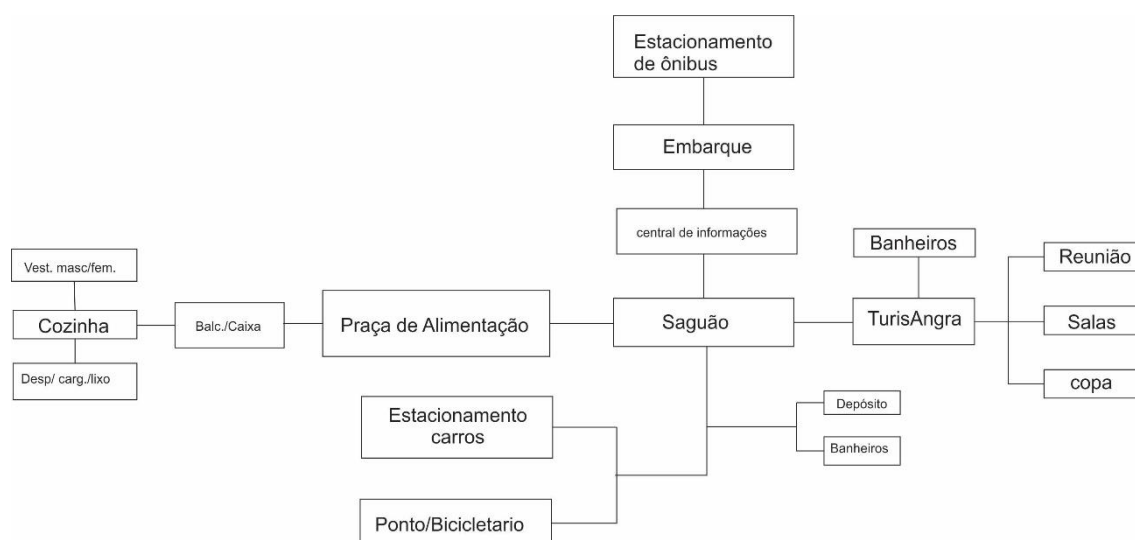 Estacionamento
de ônibus
Embarque
central de informações
Vest. masc/fem.
Banheiros
Reunião
Cozinha
Balc./Caixa
Praça de Alimentação
Saguão
TurisAngra
Salas
Desp/ carg./lixo
copa
Estacionamento
carros
Depósito
Banheiros
Ponto/Bicicletario